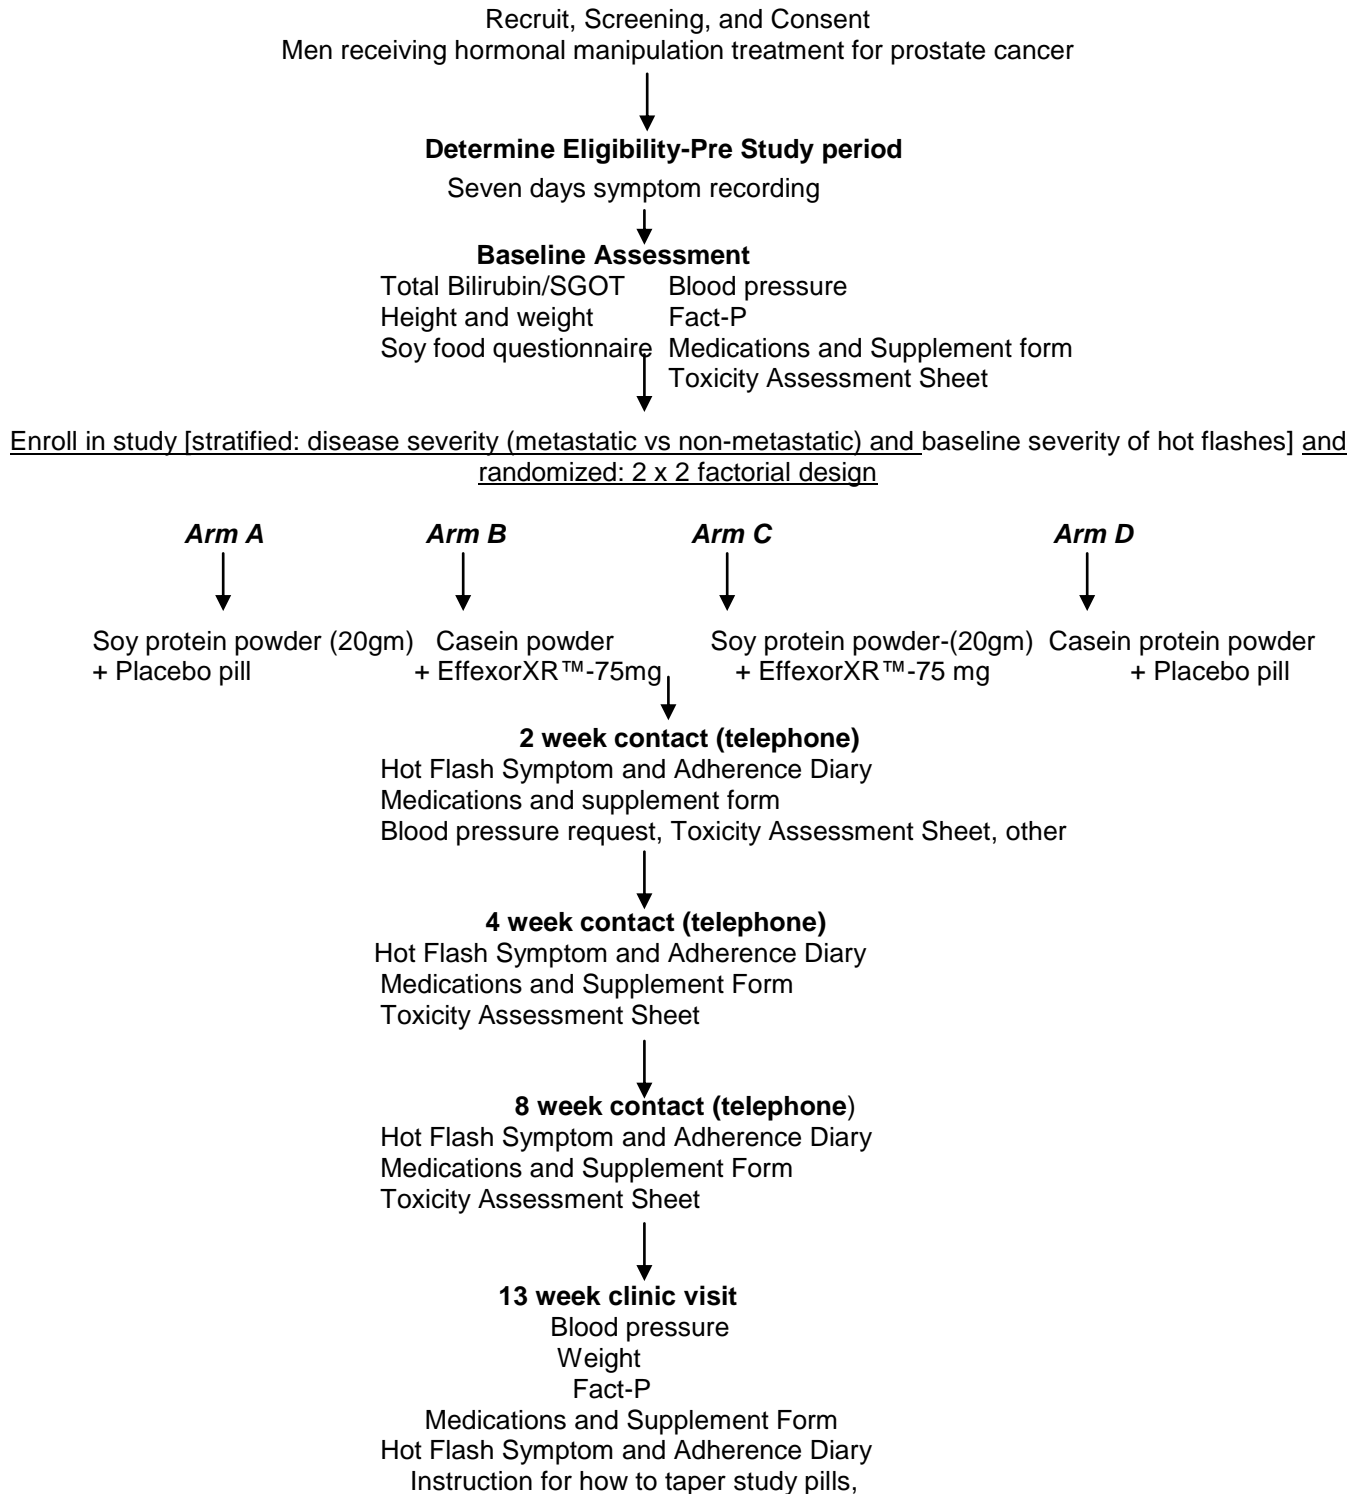 Recruit, Screening, and Consent
Men receiving hormonal manipulation treatment for prostate cancer
Determine Eligibility-Pre Study period
Seven days symptom recording
Baseline Assessment
Total Bilirubin/SGOT Blood pressure
Height and weight Fact-P
Soy food questionnaire Medications and Supplement form
Toxicity Assessment Sheet
Enroll in study [stratified: disease severity (metastatic vs non-metastatic) and baseline severity of hot flashes] and
randomized: 2 x 2 factorial design
Arm A Arm B Arm C Arm D
Soy protein powder (20gm) Casein powder Soy protein powder-(20gm) Casein protein powder
+ Placebo pill + EffexorXR™-75mg + EffexorXR™-75 mg + Placebo pill
2 week contact (telephone)
Hot Flash Symptom and Adherence Diary
Medications and supplement form
Blood pressure request, Toxicity Assessment Sheet, other
4 week contact (telephone)
Hot Flash Symptom and Adherence Diary
Medications and Supplement Form
Toxicity Assessment Sheet
8 week contact (telephone)
Hot Flash Symptom and Adherence Diary
Medications and Supplement Form
Toxicity Assessment Sheet
13 week clinic visit
Blood pressure
Weight
Fact-P
Medications and Supplement Form
Hot Flash Symptom and Adherence Diary
Instruction for how to taper study pills,